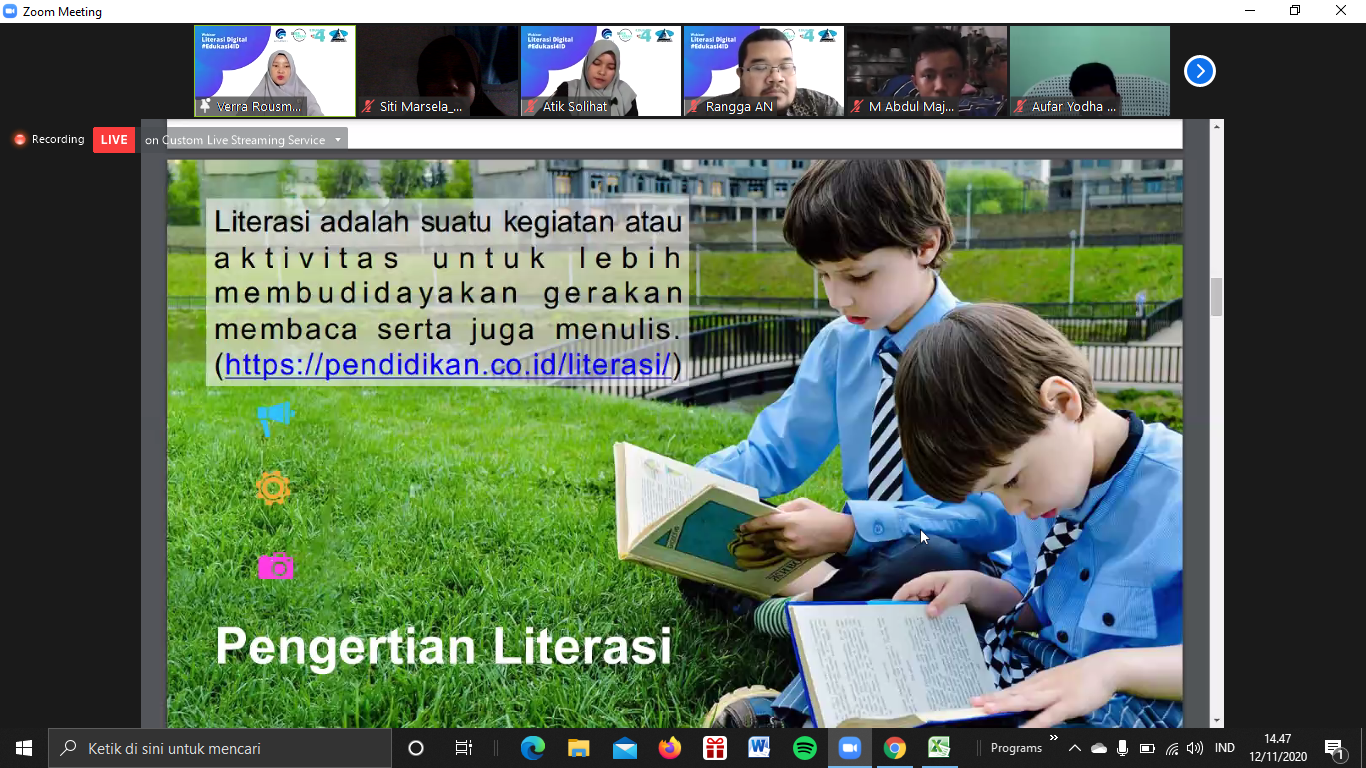 Zoom Meeting
Webinar
Literasi Digital
#Edukasi4ID
Webinar
Literasi Digital
#Edukasi4ID
Webinar
Literasi Digital
#Edukasi4ID
Verra Rousm...
Siti Marsela_...
Atik Solihat
Rangga AN
M Abdul Maj...
Aufar Yodha ...
Recording
LIVE
on Custom Live Streaming Service
Literasi adalah suatu kegiatan atau
aktivitas untuk lebih
membudidayakan gerakan
membaca serta juga menulis.
(https://pendidikan.co.id/literasi/)
Pengertian Literasi
Ketik di sini untuk mencari
Programs
IND
14.47
12/11/2020
1